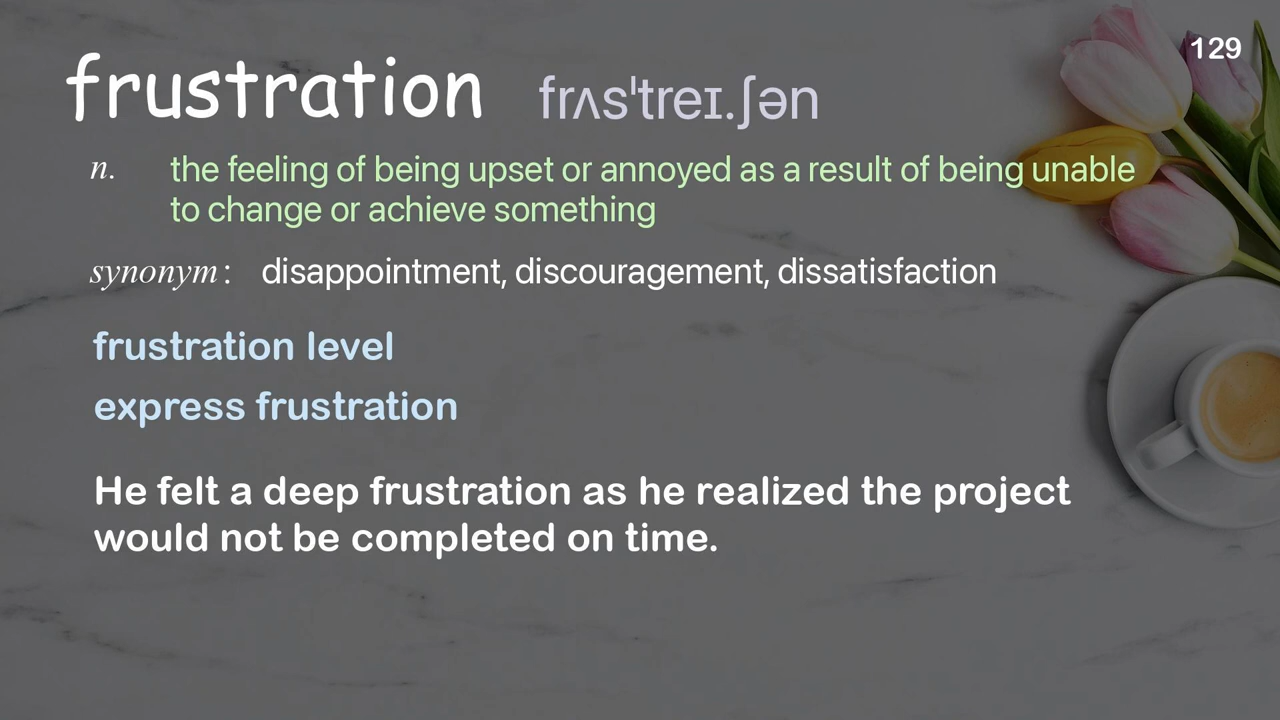 129
frustration frʌsˈtreɪ.ʃən
n. the feeling of being upset or annoyed as a result of being unable
to change or achieve something
synonym: disappointment, discouragement, dissatisfaction
frustration level
express frustration
He felt a deep frustration as he realized the project
would not be completed on time.